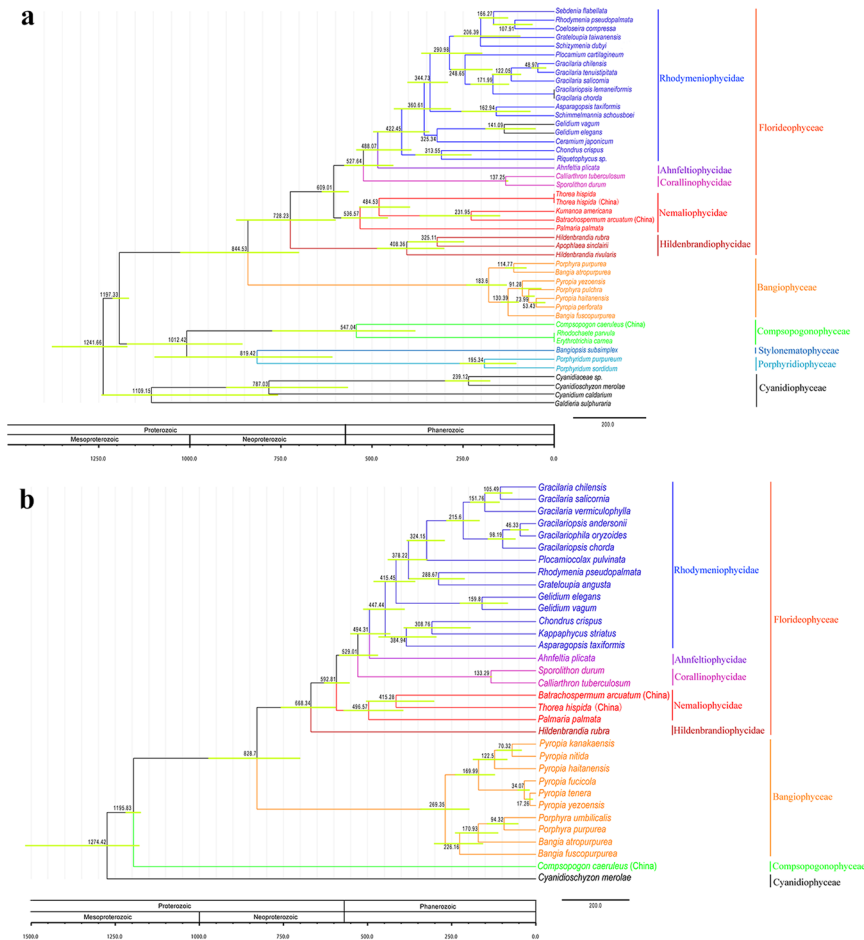 a
Sebdenia flabellata
Rhodymenia pseudopalmata
Coeloseira compressa
Grateloupia taiwanensis
Schizymenia dubyi
Plocamium cartilagineum
Gracilaria chilensis
Gracilaria tenuistipitata
Gracilaria salicornia
Gracilariopsis lemaneiformis
Gracilaria chorda
Asparagopsis taxiformis
Schimmelmannia schousboei
Gelidium vagum
Gelidium elegans
Ceramium japonicum
Chondrus crispus
Riquetophycus sp.
Ahnfeltia plicata
Calliarthron tuberculosum
Sporolithon durum
Thorea hispida
Thorea hispida (China)
Kumanoa americana
Batrachospermum arcuatum (China)
Palmaria palmata
Hildenbrandia rubra
Apophlaea sinclairii
Hildenbrandia rivularis
Porphyra purpurea
Bangia atropurpurea
Pyropia yezoensis
Porphyra pulchra
Pyropia haitanensis
Pyropia perforata
Bangia fuscopurpurea
Compsopogon caeruleus (China)
Rhodochaete parvula
Erythrotrichia carnea
Bangiopsis subsimplex
Porphyridium purpureum
Porphyridium sordidum
Cyanidiaceae sp.
Cyanidioschyzon merolae
Cyanidium caldarium
Galdieria sulphuraria
166.27
107.91
206.39
290.98
248.65
48.97
122.05
171.99
344.73
360.61
162.94
422.45
141.09
325.34
313.95
488.07
527.64
137.25
609.01
484.53
536.57
231.95
728.23
325.11
408.36
844.53
114.77
183.6
91.28
130.39
73.99
53.43
1197.33
547.04
1012.42
1241.66
819.42
195.34
239.12
787.03
1109.15
Rhodymeniophycidae
Ahnfeltiophycidae
Corallinophycidae
Nemaliophycidae
Hildenbrandiophycidae
Florideophyceae
Bangiophyceae
Compsopogonophyceae
Stylonematophyceae
Porphyridiophyceae
Cyanidiophyceae
200.0
Proterozoic Phanerozoic
Mesoproterozoic Neoproterozoic
1250.0 1000.0 750.0 500.0 250.0 0.0
b
Gracilaria chilensis
Gracilaria salicornia
Gracilaria vermiculophylla
Gracilariopsis andersonii
Gracilariophila oryzoides
Gracilariopsis chorda
Plocamiocolax pulvinata
Rhodymenia pseudopalmata
Grateloupia angusta
Gelidium elegans
Gelidium vagum
Chondrus crispus
Kappaphycus striatus
Asparagopsis taxiformis
Ahnfeltia plicata
Sporolithon durum
Calliarthron tuberculosum
Batrachospermum arcuatum (China)
Thorea hispida (China)
Palmaria palmata
Hildenbrandia rubra
Pyropia kanakaensis
Pyropia nitida
Pyropia haitanensis
Pyropia fucicola
Pyropia tenera
Pyropia yezoensis
Porphyra umbilicalis
Porphyra purpurea
Bangia atropurpurea
Bangia fuscopurpurea
Compsopogon caeruleus (China)
Cyanidioschyzon merolae
105.49
151.76
215.6
46.33
98.19
324.15
378.22
288.67
415.45
159.8
447.44
308.76
384.94
494.31
529.01
133.29
592.81
415.28
496.57
668.34
828.7
70.32
122.5
169.99
34.07
17.26
269.35
94.32
170.93
226.16
1195.83
1274.42
Rhodymeniophycidae
Ahnfeltiophycidae
Corallinophycidae
Nemaliophycidae
Hildenbrandiophycidae
Florideophyceae
Bangiophyceae
Compsopogonophyceae
Cyanidiophyceae
Proterozoic Phanerozoic
Mesoproterozoic Neoproterozoic
200.0
1500.0 1250.0 1000.0 750.0 500.0 250.0 0.0